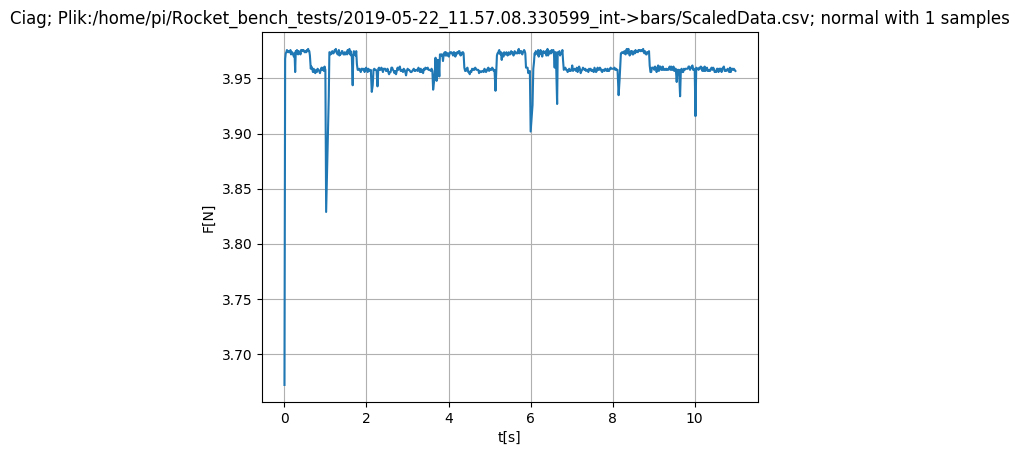 Ciag; Plik:/home/pi/Rocket_bench_tests/2019-05-22_11.57.08.330599_int->bars/ScaledData.csv; normal with 1 samples
3.95
3.90
3.85
3.80
3.75
3.70
F[N]
0 2 4 6 8 10
t[s]